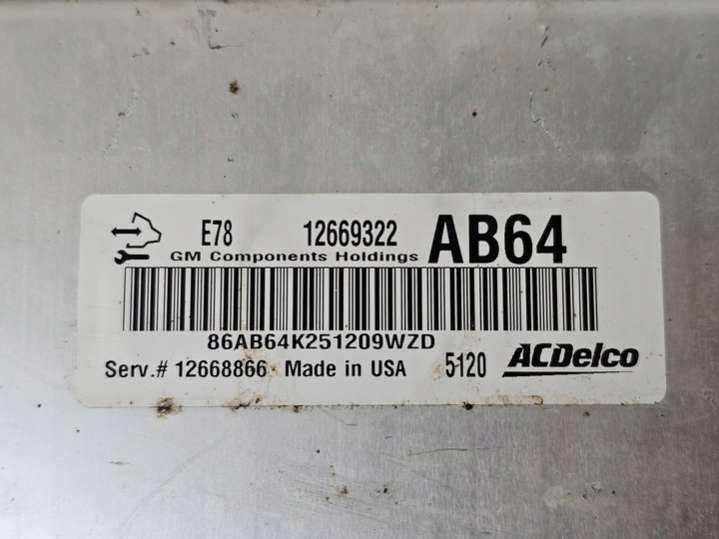 E78 12669322 AB64
GM Components Holdings
86AB64K251209WZD
Serv.# 12668866 Made in USA 5120 ACDelco